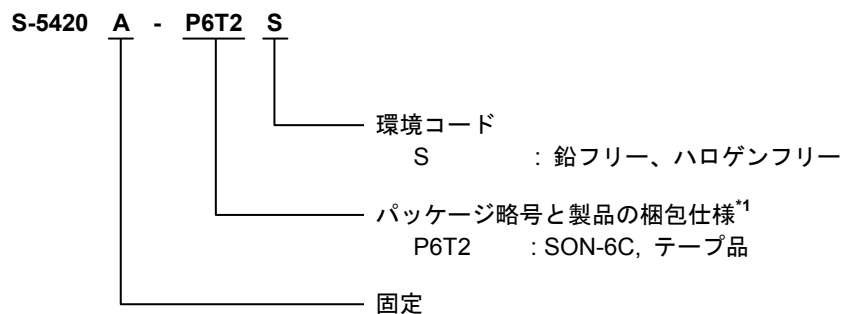 S-5420 A - P6T2 S
環境コード
S : 鉛フリー、ハロゲンフリー
パッケージ略号と製品の梱包仕様*1
P6T2 : SON-6C, テープ品
固定